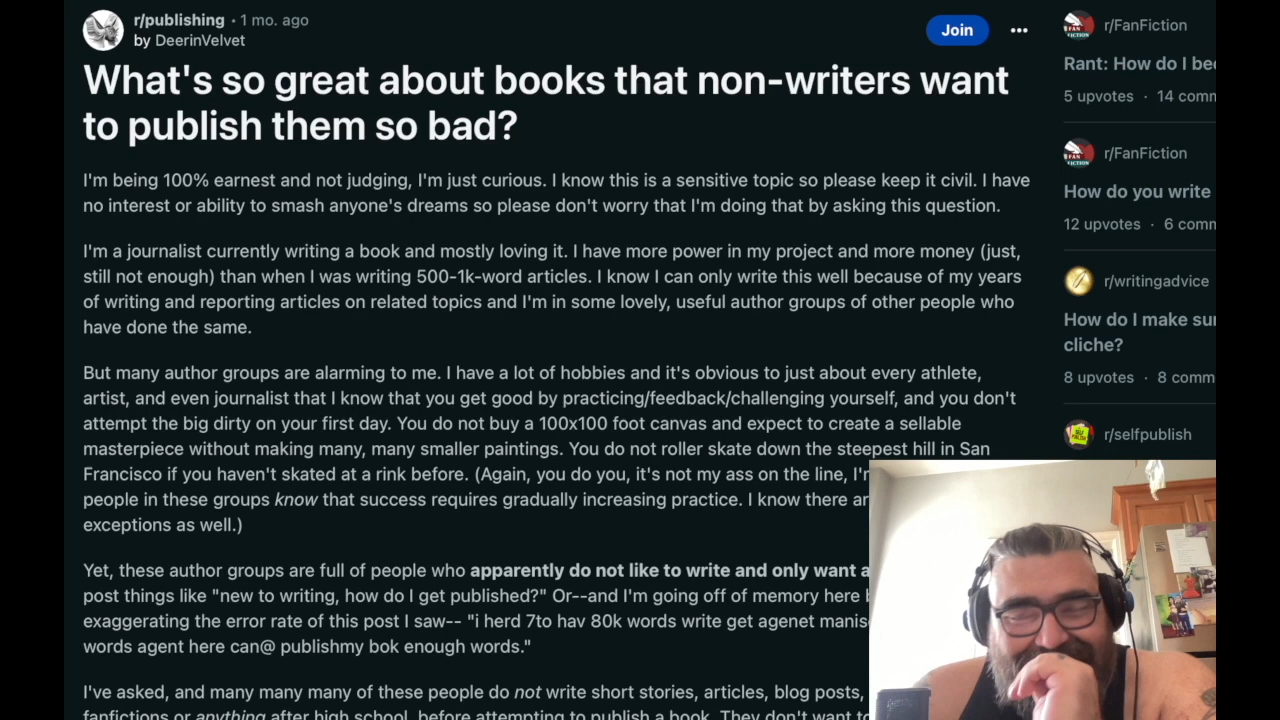 r/publishing • 1 mo. ago
by DeerinVelvet
Join
What's so great about books that non-writers want
to publish them so bad?
I'm being 100% earnest and not judging, I'm just curious. I know this is a sensitive topic so please keep it civil. I have
no interest or ability to smash anyone's dreams so please don't worry that I'm doing that by asking this question.
I'm a journalist currently writing a book and mostly loving it. I have more power in my project and more money (just,
still not enough) than when I was writing 500-1k-word articles. I know I can only write this well because of my years
of writing and reporting articles on related topics and I'm in some lovely, useful author groups of other people who
have done the same.
But many author groups are alarming to me. I have a lot of hobbies and it's obvious to just about every athlete,
artist, and even journalist that I know that you get good by practicing/feedback/challenging yourself, and you don't
attempt the big dirty on your first day. You do not buy a 100x100 foot canvas and expect to create a sellable
masterpiece without making many, many smaller paintings. You do not roller skate down the steepest hill in San
Francisco if you haven't skated at a rink before. (Again, you do you, it's not my ass on the line,
people in these groups know that success requires gradually increasing practice. I know there
exceptions as well.)
Yet, these author groups are full of people who apparently do not like to write and only want
post things like "new to writing, how do I get published?" Or--and I'm going off of memory here
exaggerating the error rate of this post I saw-- "i herd 7to hav 80k words write get agenet
words agent here can@ publishmy bok enough words."
I've asked, and many many many of these people do not write short stories, articles, blog posts,
fanfictions or anything after high school, before attempting to publish a book. They don't want
r/FanFiction
Rant: How do I
5 upvotes · 14
r/FanFiction
How do you write
12 upvotes · 6
r/writingadvice
How do I make
cliche?
8 upvotes · 8
r/selfpublish